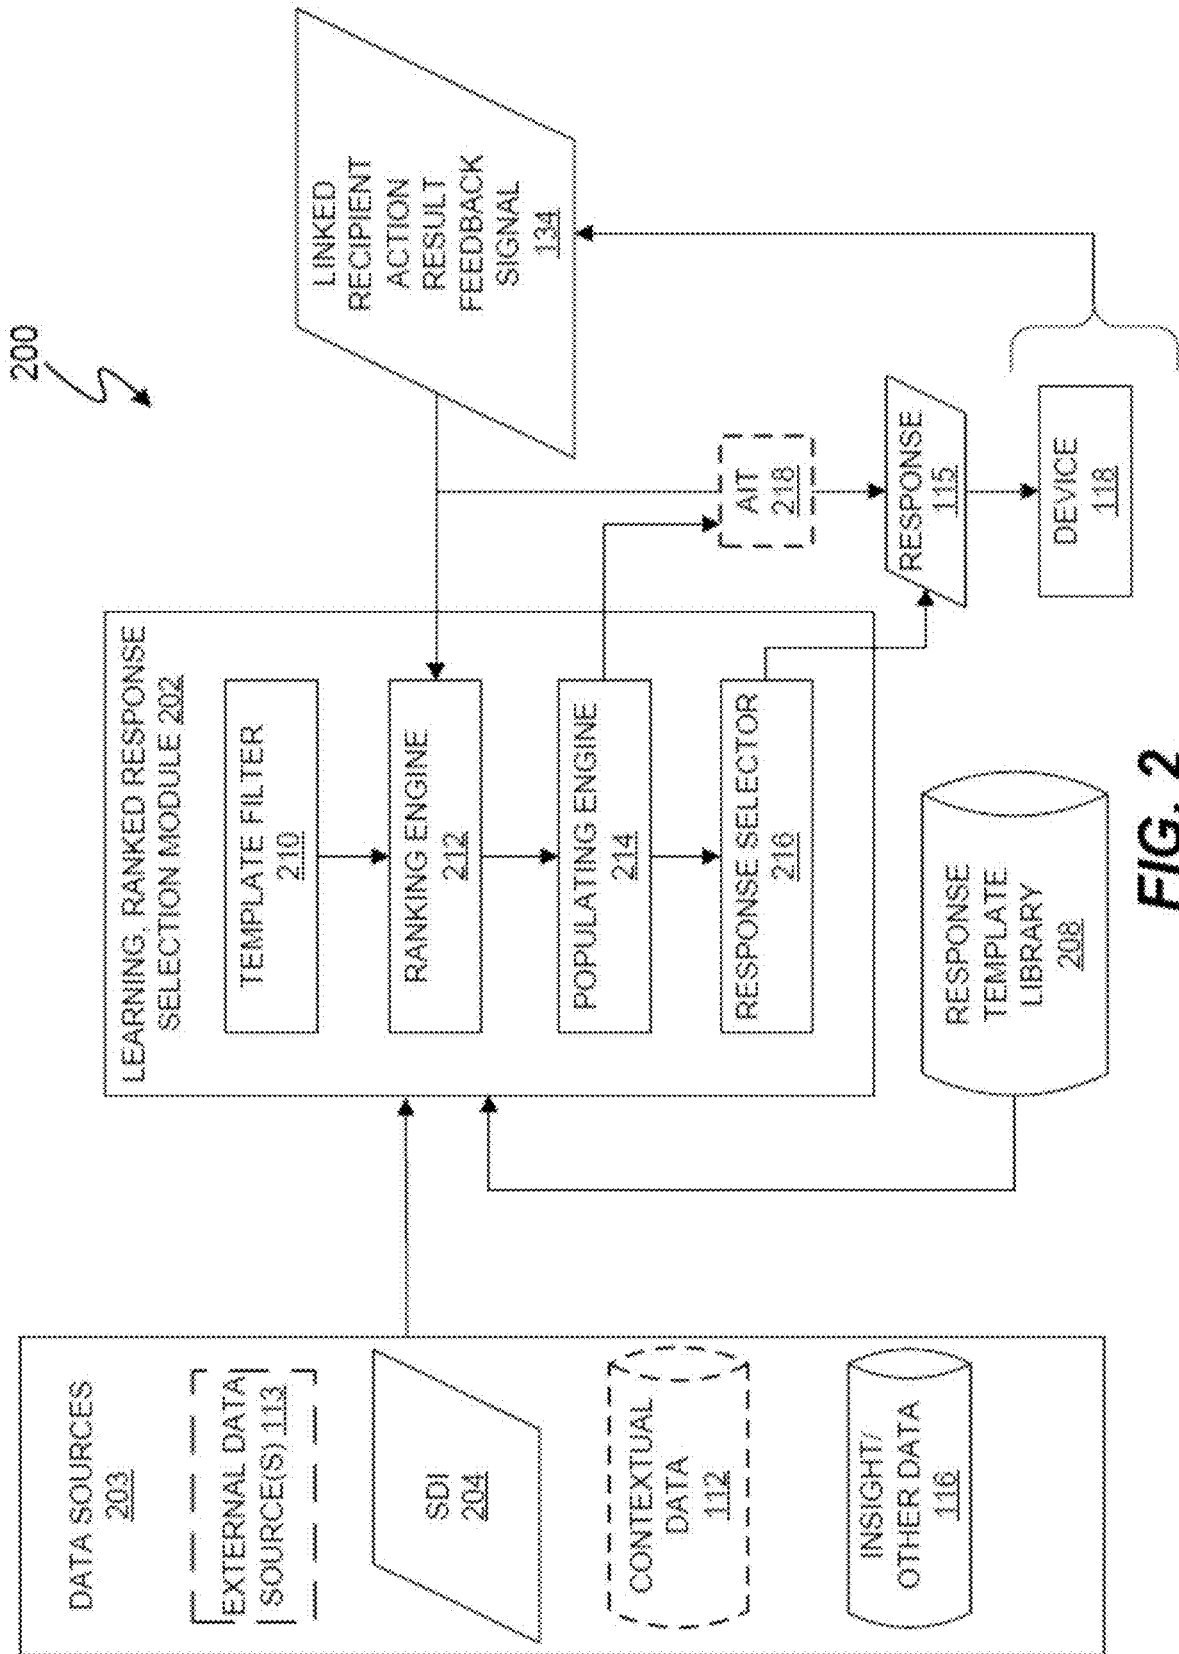 200
DATA SOURCES
203
EXTERNAL DATA
SOURCE(S) 113
SDI
204
CONTEXTUAL
DATA
112
INSIGHT/
OTHER DATA
116
LEARNING, RANKED RESPONSE
SELECTION MODULE 202
TEMPLATE FILTER
210
RANKING ENGINE
212
POPULATING ENGINE
214
RESPONSE SELECTOR
216
RESPONSE
TEMPLATE
LIBRARY
208
LINKED
RECIPIENT
ACTION
RESULT
FEEDBACK
SIGNAL
134
AIT
218
RESPONSE
115
DEVICE
118
FIG. 2